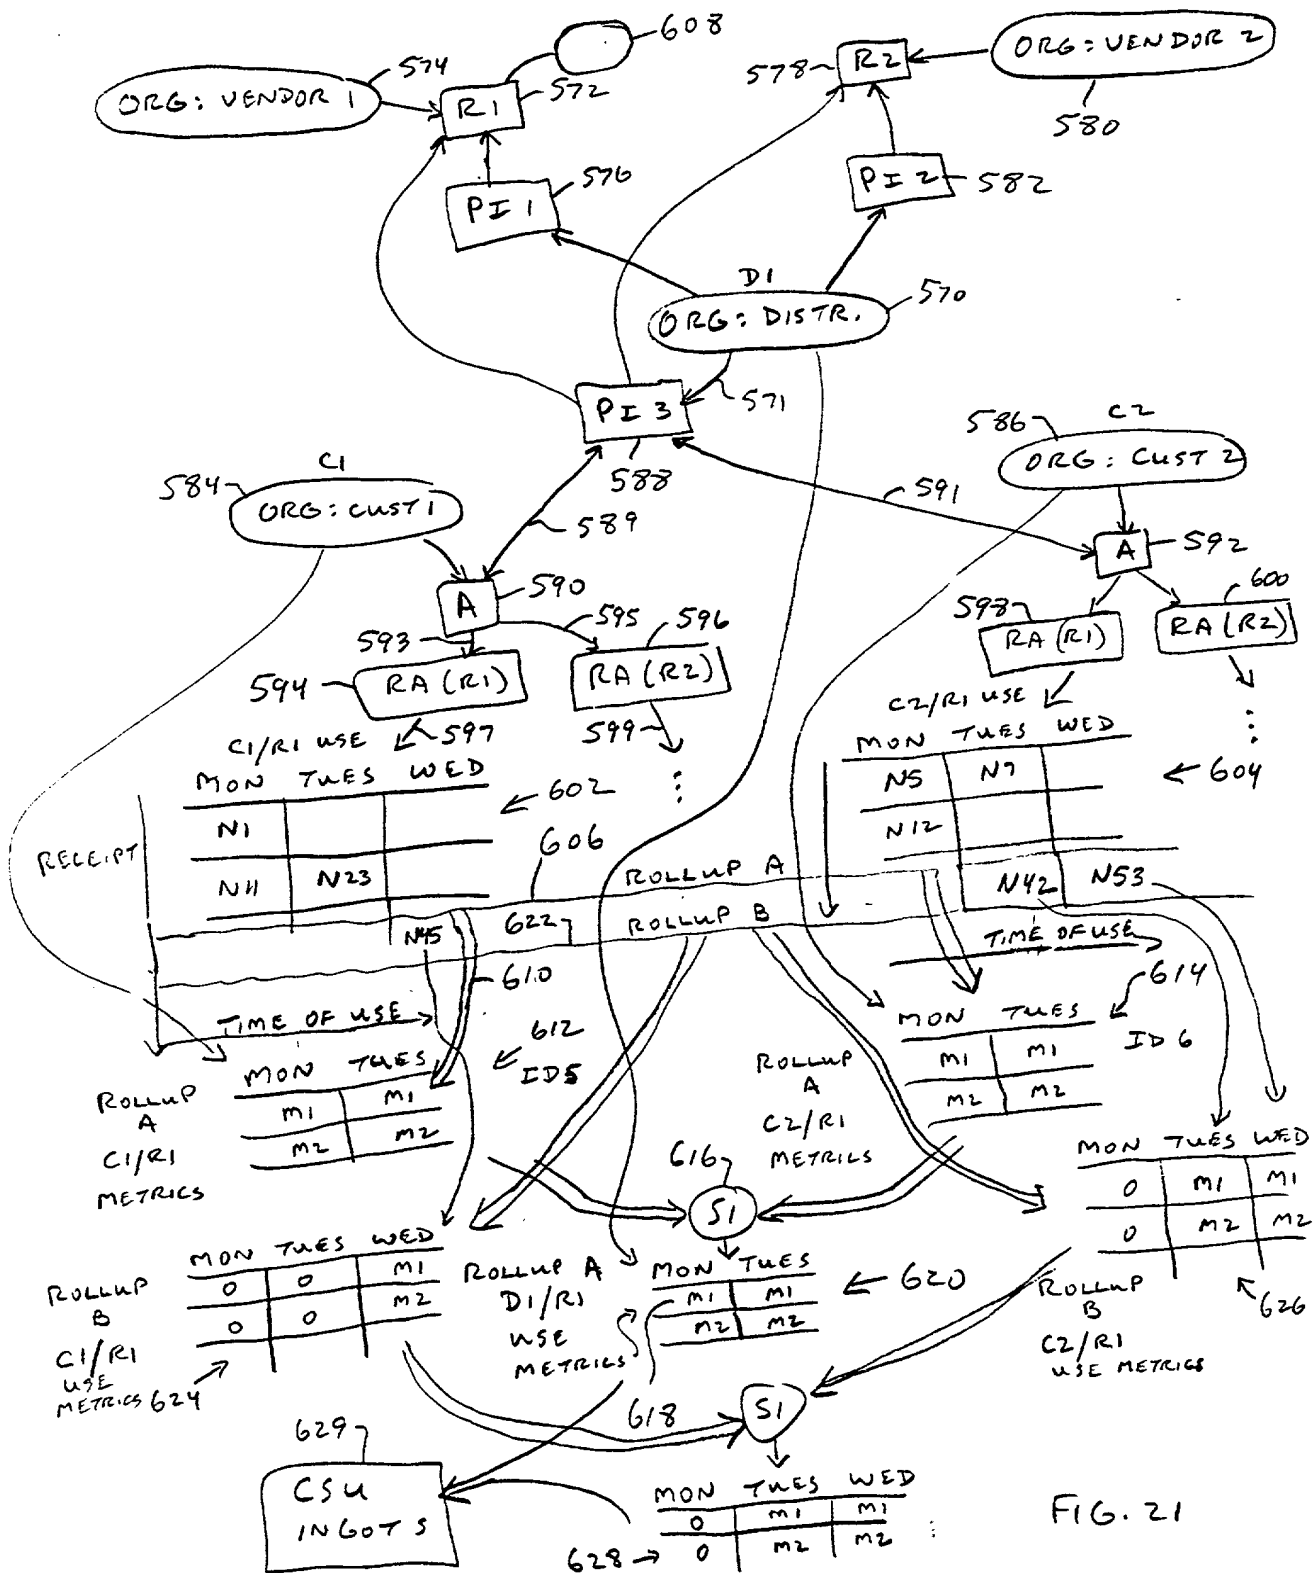 608
574
ORG: VENDOR 1
R1
572
578
R2
ORG: VENDOR 2
580
PI 1
576
PI 2
582
D1
ORG: DISTR.
570
PI 3
571
588
C1
584
ORG: CUST 1
589
586
C2
ORG: CUST 2
591
A
590
A
592
593
595
596
598
600
594
RA (R1)
RA (R2)
RA (R1)
RA (R2)
C1/R1 USE
597
599
C2/R1 USE
MON TUES WED
N1
N11 N23
N45
602
606
MON TUES WED
N5 N7
N12
N42 N53
604
RECEIPT
ROLLUP A
622
ROLLUP B
TIME OF USE
610
TIME OF USE
614
ROLLUP
A
C1/R1
METRICS
MON TUES
M1 M1
M2 M2
612
ID5
ROLLUP
A
C2/R1
METRICS
MON TUES
M1 M1
M2 M2
ID 6
616
S1
MON TUES WED
0 M1 M1
0 M2 M2
626
ROLLUP
B
C1/R1
USE
METRICS 624
MON TUES WED
0 0 M1
0 0 M2
ROLLUP A
D1/R1
USE
METRICS
MON TUES
M1 M1
M2 M2
620
ROLLUP
B
C2/R1
USE METRICS
618
S1
629
CSU
INGOTS
MON TUES WED
0 M1 M1
0 M2 M2
628
FIG. 21